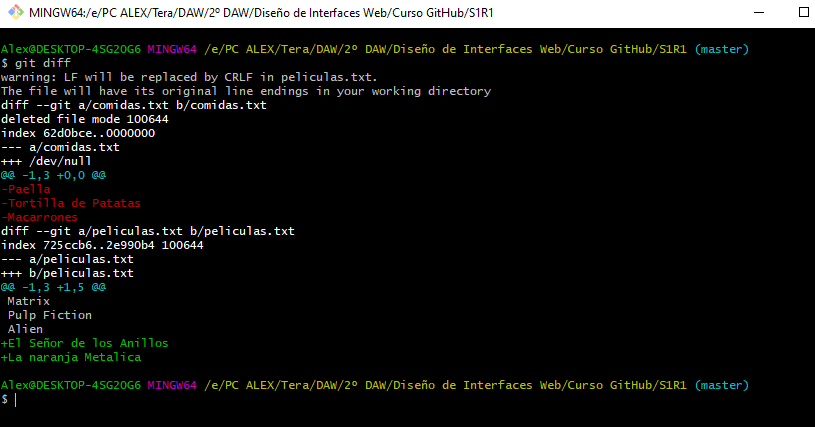 MINGW64:/e/PC ALEX/Tera/DAW/2º DAW/Diseño de Interfaces Web/Curso GitHub/S1R1
Alex@DESKTOP-4SG2OG6 MINGW64 /e/PC ALEX/Tera/DAW/2º DAW/Diseño de Interfaces Web/Curso GitHub/S1R1 (master)
$ git diff
warning: LF will be replaced by CRLF in peliculas.txt.
The file will have its original line endings in your working directory
diff --git a/comidas.txt b/comidas.txt
deleted file mode 100644
index 62d0bce..0000000
--- a/comidas.txt
+++ /dev/null
@@ -1,3 +0,0 @@
-Paella
-Tortilla de Patatas
-Macarrones
diff --git a/peliculas.txt b/peliculas.txt
index 725ccb6..2e990b4 100644
--- a/peliculas.txt
+++ b/peliculas.txt
@@ -1,3 +1,5 @@
 Matrix
 Pulp Fiction
 Alien
+El Señor de los Anillos
+La naranja Metalica
Alex@DESKTOP-4SG2OG6 MINGW64 /e/PC ALEX/Tera/DAW/2º DAW/Diseño de Interfaces Web/Curso GitHub/S1R1 (master)
$